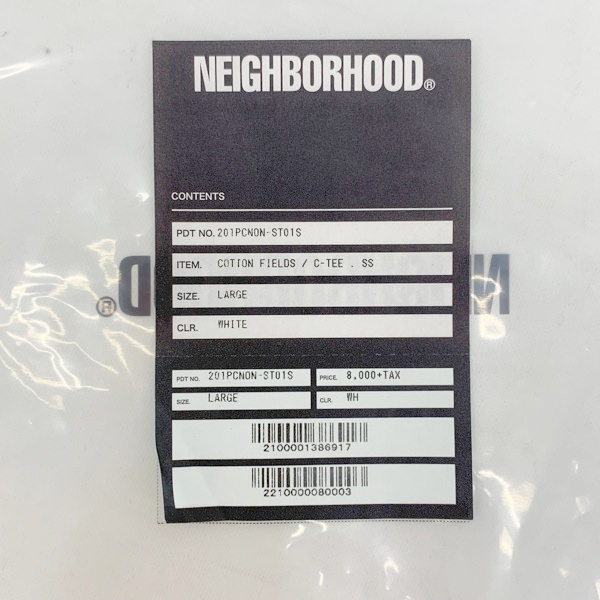 NEIGHBORHOOD®
CONTENTS
PDT NO. 201PCNON-ST01S
ITEM. COTTON FIELDS / C-TEE . SS
SIZE. LARGE
CLR. WHITE
PDT NO. 201PCNON-ST01S PRICE. 8,000+TAX
SIZE. LARGE CLR. WH
2100001386917
2210000080003